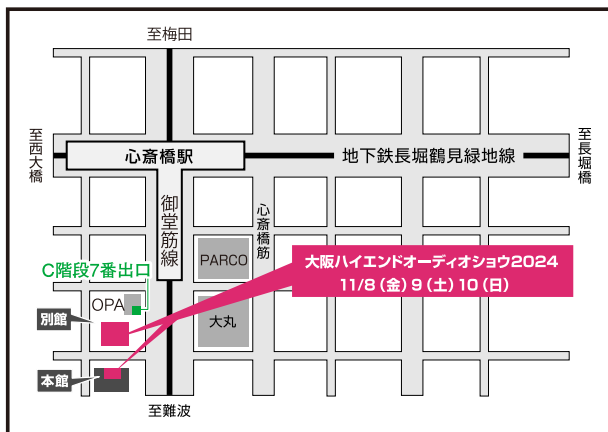 至梅田
至西大橋
心斎橋駅
地下鉄長堀鶴見緑地線
至長堀橋
御堂筋線
心斎橋筋
PARCO
C階段7番出口
大阪ハイエンドオーディオショウ2024
11/8（金）9（土）10（日）
OPA
大丸
別館
本館
至難波